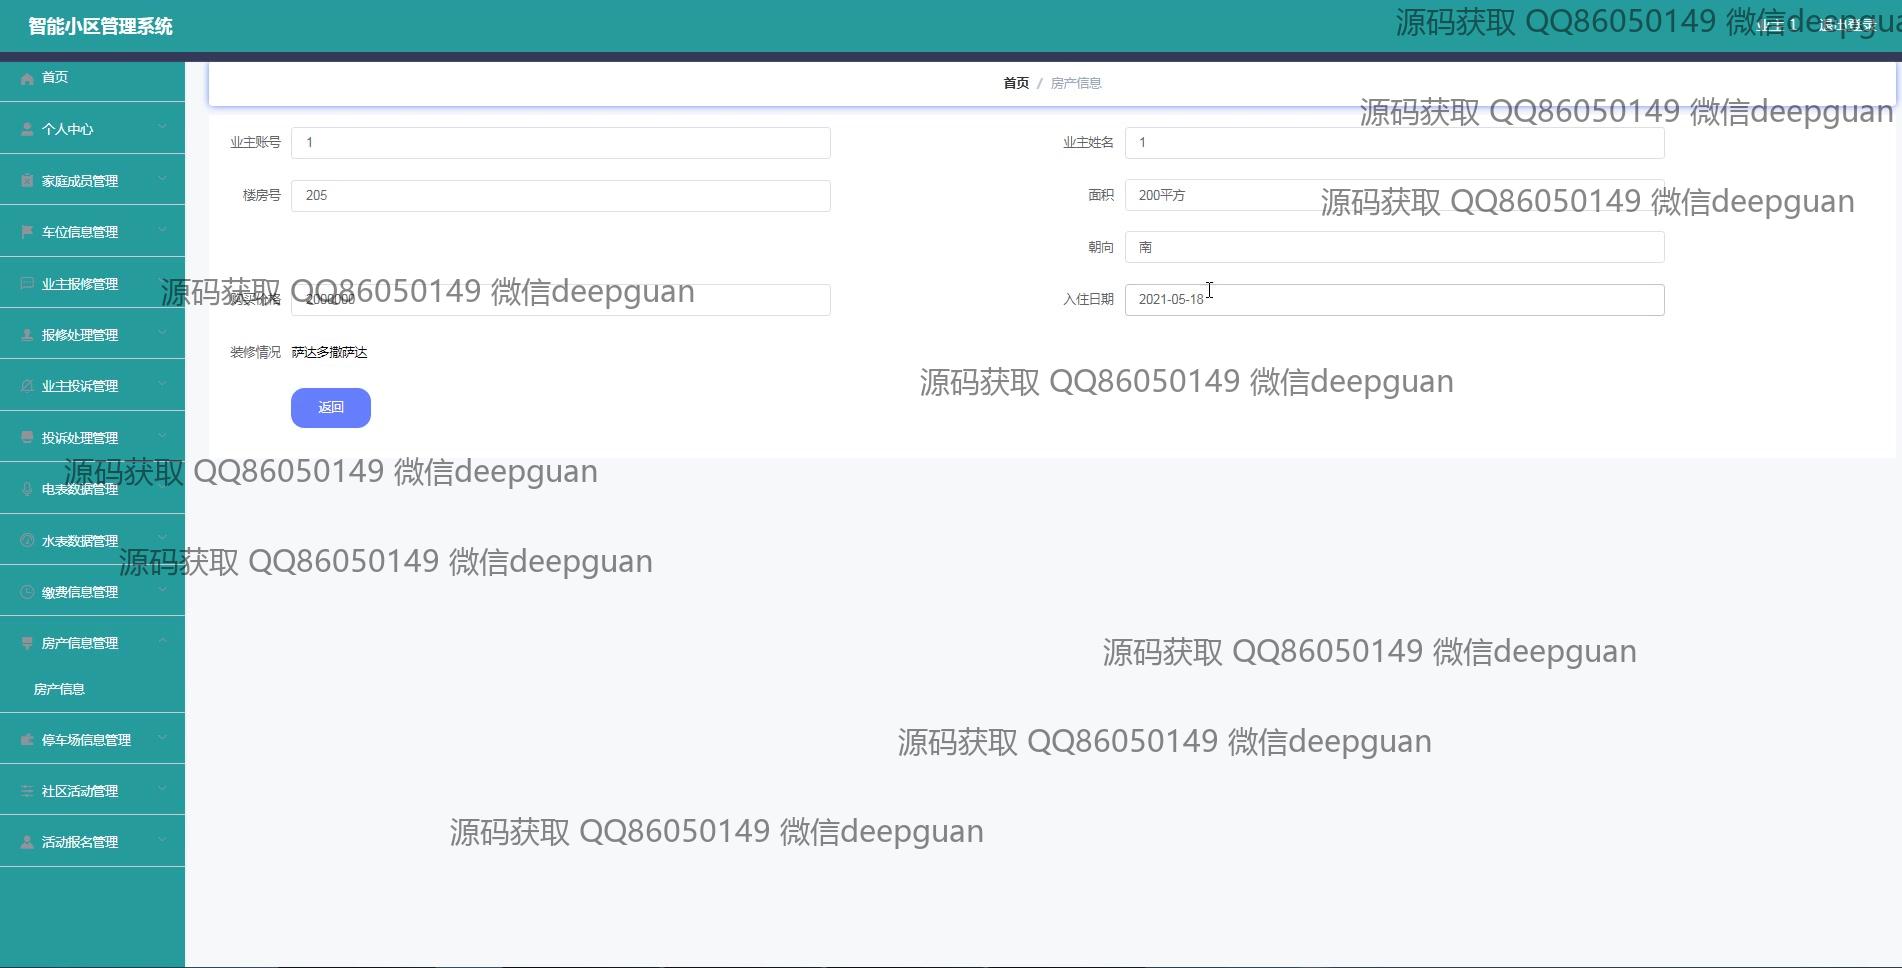 智能小区管理系统
源码获取 QQ86050149 微信deepgua
业主 1 退出登录
首页
首页 / 房产信息
源码获取 QQ86050149 微信deepguan
个人中心
业主账号 1
业主姓名 1
家庭成员管理
楼房号 205
面积 200平方
源码获取 QQ86050149 微信deepguan
车位信息管理
朝向 南
业主报修管理
源码获取 QQ86050149 微信deepguan
购买价格 2000000
入住日期 2021-05-18
报修处理管理
装修情况 萨达多撒萨达
业主投诉管理
源码获取 QQ86050149 微信deepguan
返回
投诉处理管理
源码获取 QQ86050149 微信deepguan
电表数据管理
水表数据管理
源码获取 QQ86050149 微信deepguan
缴费信息管理
房产信息管理
源码获取 QQ86050149 微信deepguan
房产信息
停车场信息管理
源码获取 QQ86050149 微信deepguan
社区活动管理
源码获取 QQ86050149 微信deepguan
活动报名管理